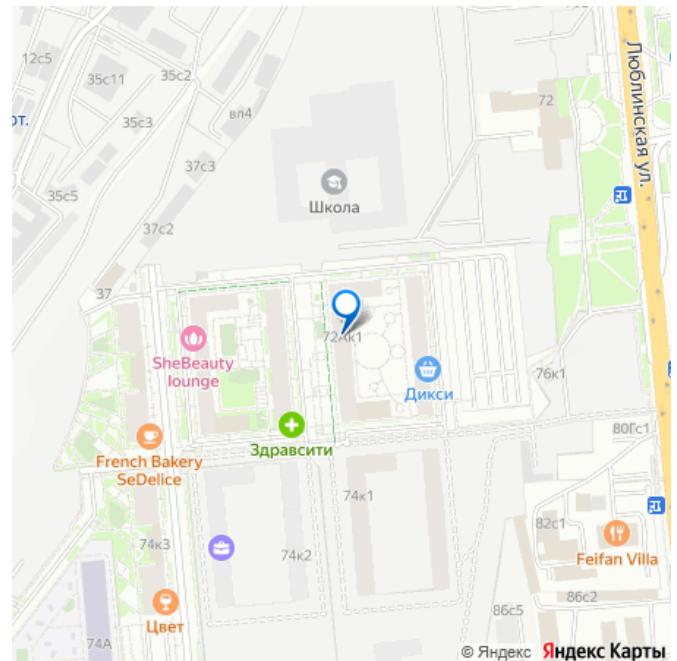 12с5
35с11
35с2
от.
35с3
вл4
72
Люблинская ул.
37с3
35с5
Школа
37с2
37
72Ак1
SheBeauty
lounge
Дикси
76к1
80Гс1
French Bakery
SeDelice
Здравсити
74к1
82с1
Feifan Villa
74к3
74к2
86с2
86с5
Цвет
74А
© Яндекс Яндекс Карты